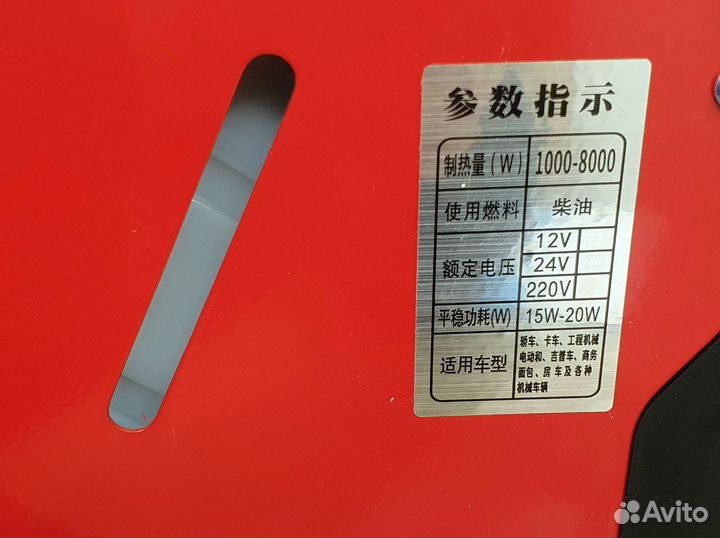 参数指示
制热量(W) 1000-8000
使用燃料 柴油
额定电压 12V
24V
220V
平稳功耗(W) 15W-20W
适用车型 轿车、卡车、工程机械
电动和、吉普车、商务
面包、房车及各种
机械车辆
Avito